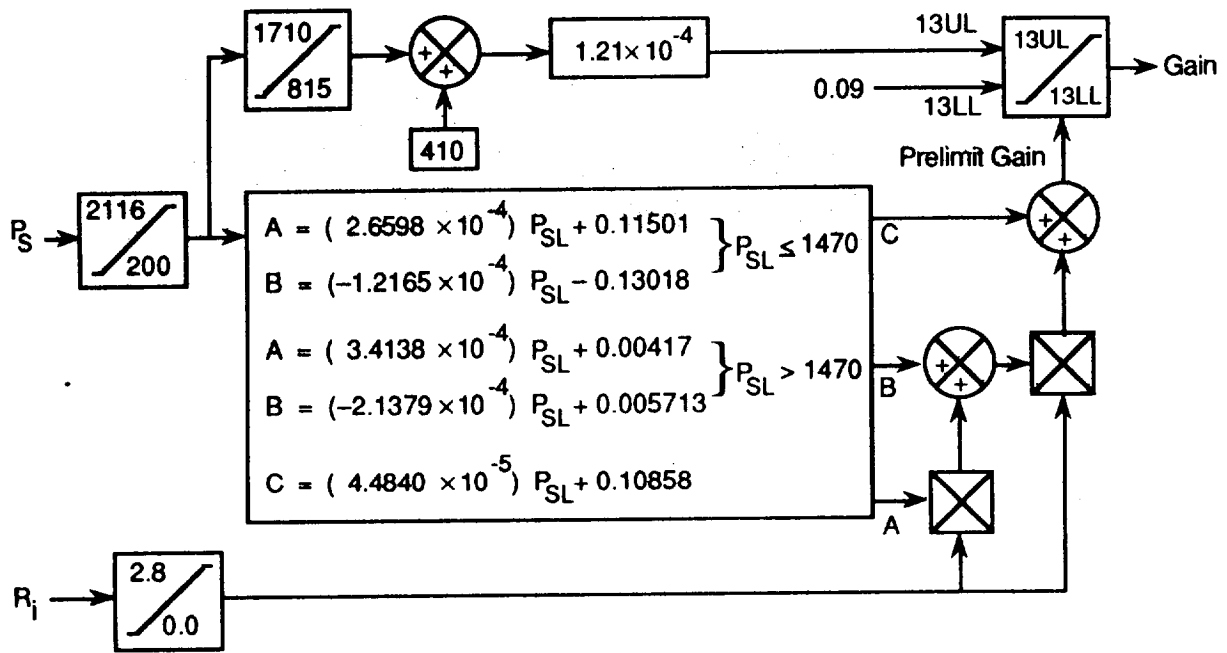 1710
815
+
+
410
1.21 × 10⁻⁴
13UL
0.09
13LL
13UL
13LL
Gain
Prelimit Gain
P_S
2116
200
A = ( 2.6598 × 10⁻⁴) P_SL + 0.11501
B = (−1.2165 × 10⁻⁴) P_SL − 0.13018
} P_SL ≤ 1470
A = ( 3.4138 × 10⁻⁴) P_SL + 0.00417
B = (−2.1379 × 10⁻⁴) P_SL + 0.005713
} P_SL > 1470
C = ( 4.4840 × 10⁻⁵) P_SL + 0.10858
C
+
+
B
+
+
A
R_i
2.8
0.0